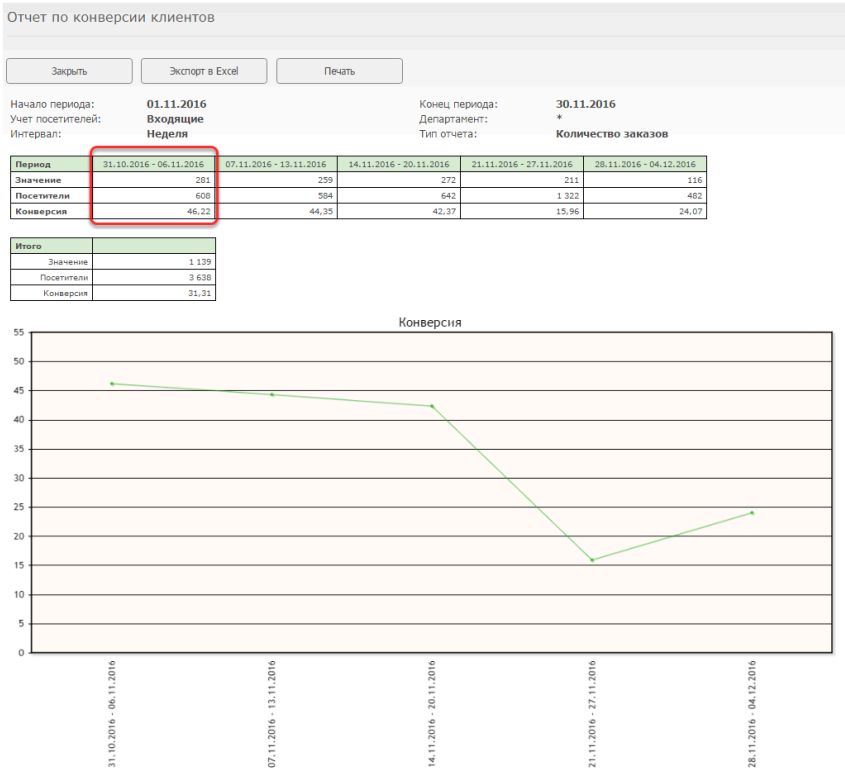 Отчет по конверсии клиентов
Закрыть Экспорт в Excel Печать
Начало периода: 01.11.2016 Конец периода: 30.11.2016
Учет посетителей: Входящие Департамент: *
Интервал: Неделя Тип отчета: Количество заказов
Период 31.10.2016 - 06.11.2016 07.11.2016 - 13.11.2016 14.11.2016 - 20.11.2016 21.11.2016 - 27.11.2016 28.11.2016 - 04.12.2016
Значение 281 259 272 211 116
Посетители 608 584 642 1 322 482
Конверсия 46,22 44,35 42,37 15,96 24,07
Итого
Значение 1 139
Посетители 3 638
Конверсия 31,31
Конверсия
55
50
45
40
35
30
25
20
15
10
5
0
31.10.2016 - 06.11.2016
07.11.2016 - 13.11.2016
14.11.2016 - 20.11.2016
21.11.2016 - 27.11.2016
28.11.2016 - 04.12.2016